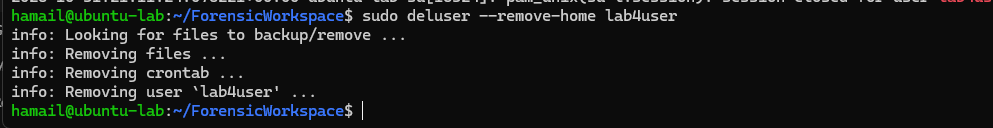 hamail@ubuntu-lab:~/ForensicWorkspace$ sudo deluser --remove-home lab4user
info: Looking for files to backup/remove ...
info: Removing files ...
info: Removing crontab ...
info: Removing user `lab4user' ...
hamail@ubuntu-lab:~/ForensicWorkspace$